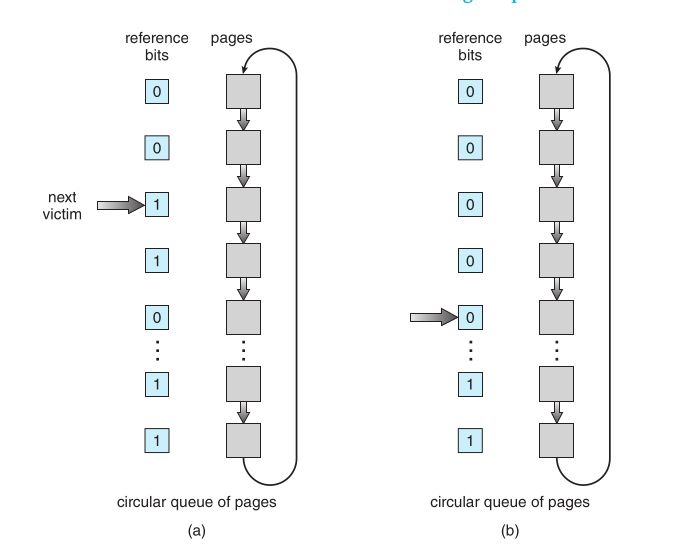 reference
bits
pages
0
0
next
victim
1
1
0
1
1
circular queue of pages
(a)
reference
bits
pages
0
0
0
0
0
1
1
circular queue of pages
(b)